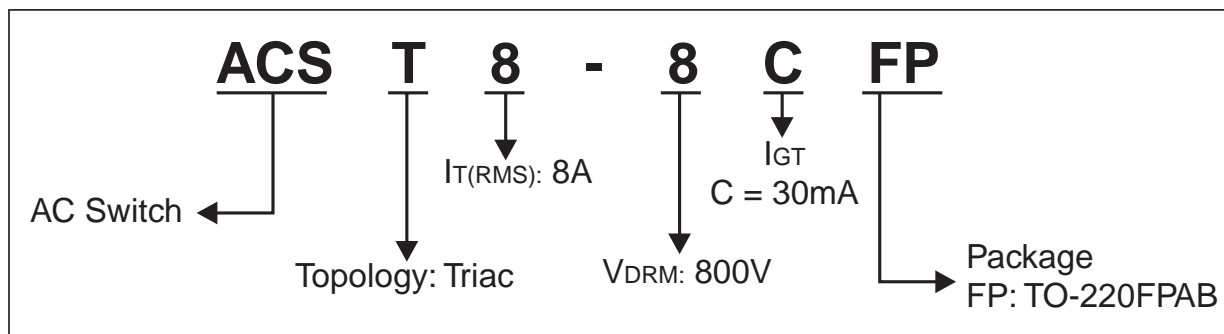 ACS T 8 - 8 C FP
IT(RMS): 8A
IGT
C = 30mA
AC Switch
Topology: Triac
VDRM: 800V
Package
FP: TO-220FPAB